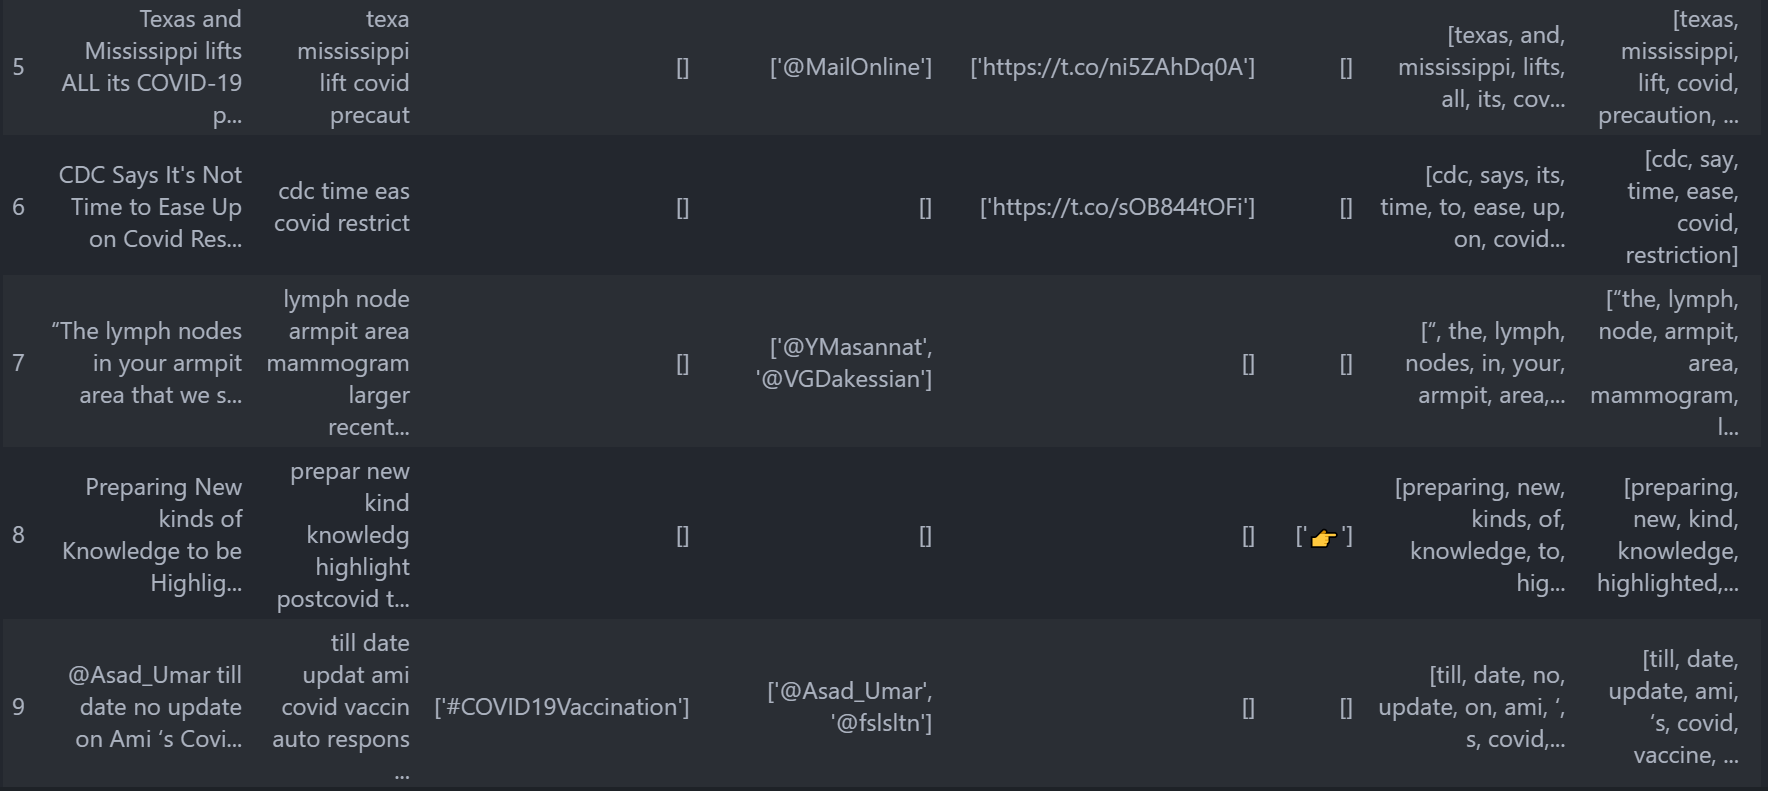 5
Texas and
Mississippi lifts
ALL its COVID-19
p...
texa
mississippi
lift covid
precaut
[]
['@MailOnline']
['https://t.co/ni5ZAhDq0A']
[]
[texas, and,
mississippi, lifts,
all, its, cov...
[texas,
mississippi,
lift, covid,
precaution, ...
6
CDC Says It's Not
Time to Ease Up
on Covid Res...
cdc time eas
covid restrict
[]
[]
['https://t.co/sOB844tOFi']
[]
[cdc, says, its,
time, to, ease, up,
on, covid...
[cdc, say,
time, ease,
covid,
restriction]
7
“The lymph nodes
in your armpit
area that we s...
lymph node
armpit area
mammogram
larger
recent...
[]
['@YMasannat',
'@VGDakessian']
[]
[]
[“, the, lymph,
nodes, in, your,
armpit, area,...
[“the, lymph,
node, armpit,
area,
mammogram,
l...
8
Preparing New
kinds of
Knowledge to be
Highlig...
prepar new
kind
knowledg
highlight
postcovid t...
[]
[]
[]
['👉']
[preparing, new,
kinds, of,
knowledge, to,
hig...
[preparing,
new, kind,
knowledge,
highlighted,...
9
@Asad_Umar till
date no update
on Ami ‘s Covi...
till date
updat ami
covid vaccin
auto respons
...
['#COVID19Vaccination']
['@Asad_Umar',
'@fslsltn']
[]
[]
[till, date, no,
update, on, ami, ‘,
s, covid,...
[till, date,
update, ami,
‘s, covid,
vaccine, ...